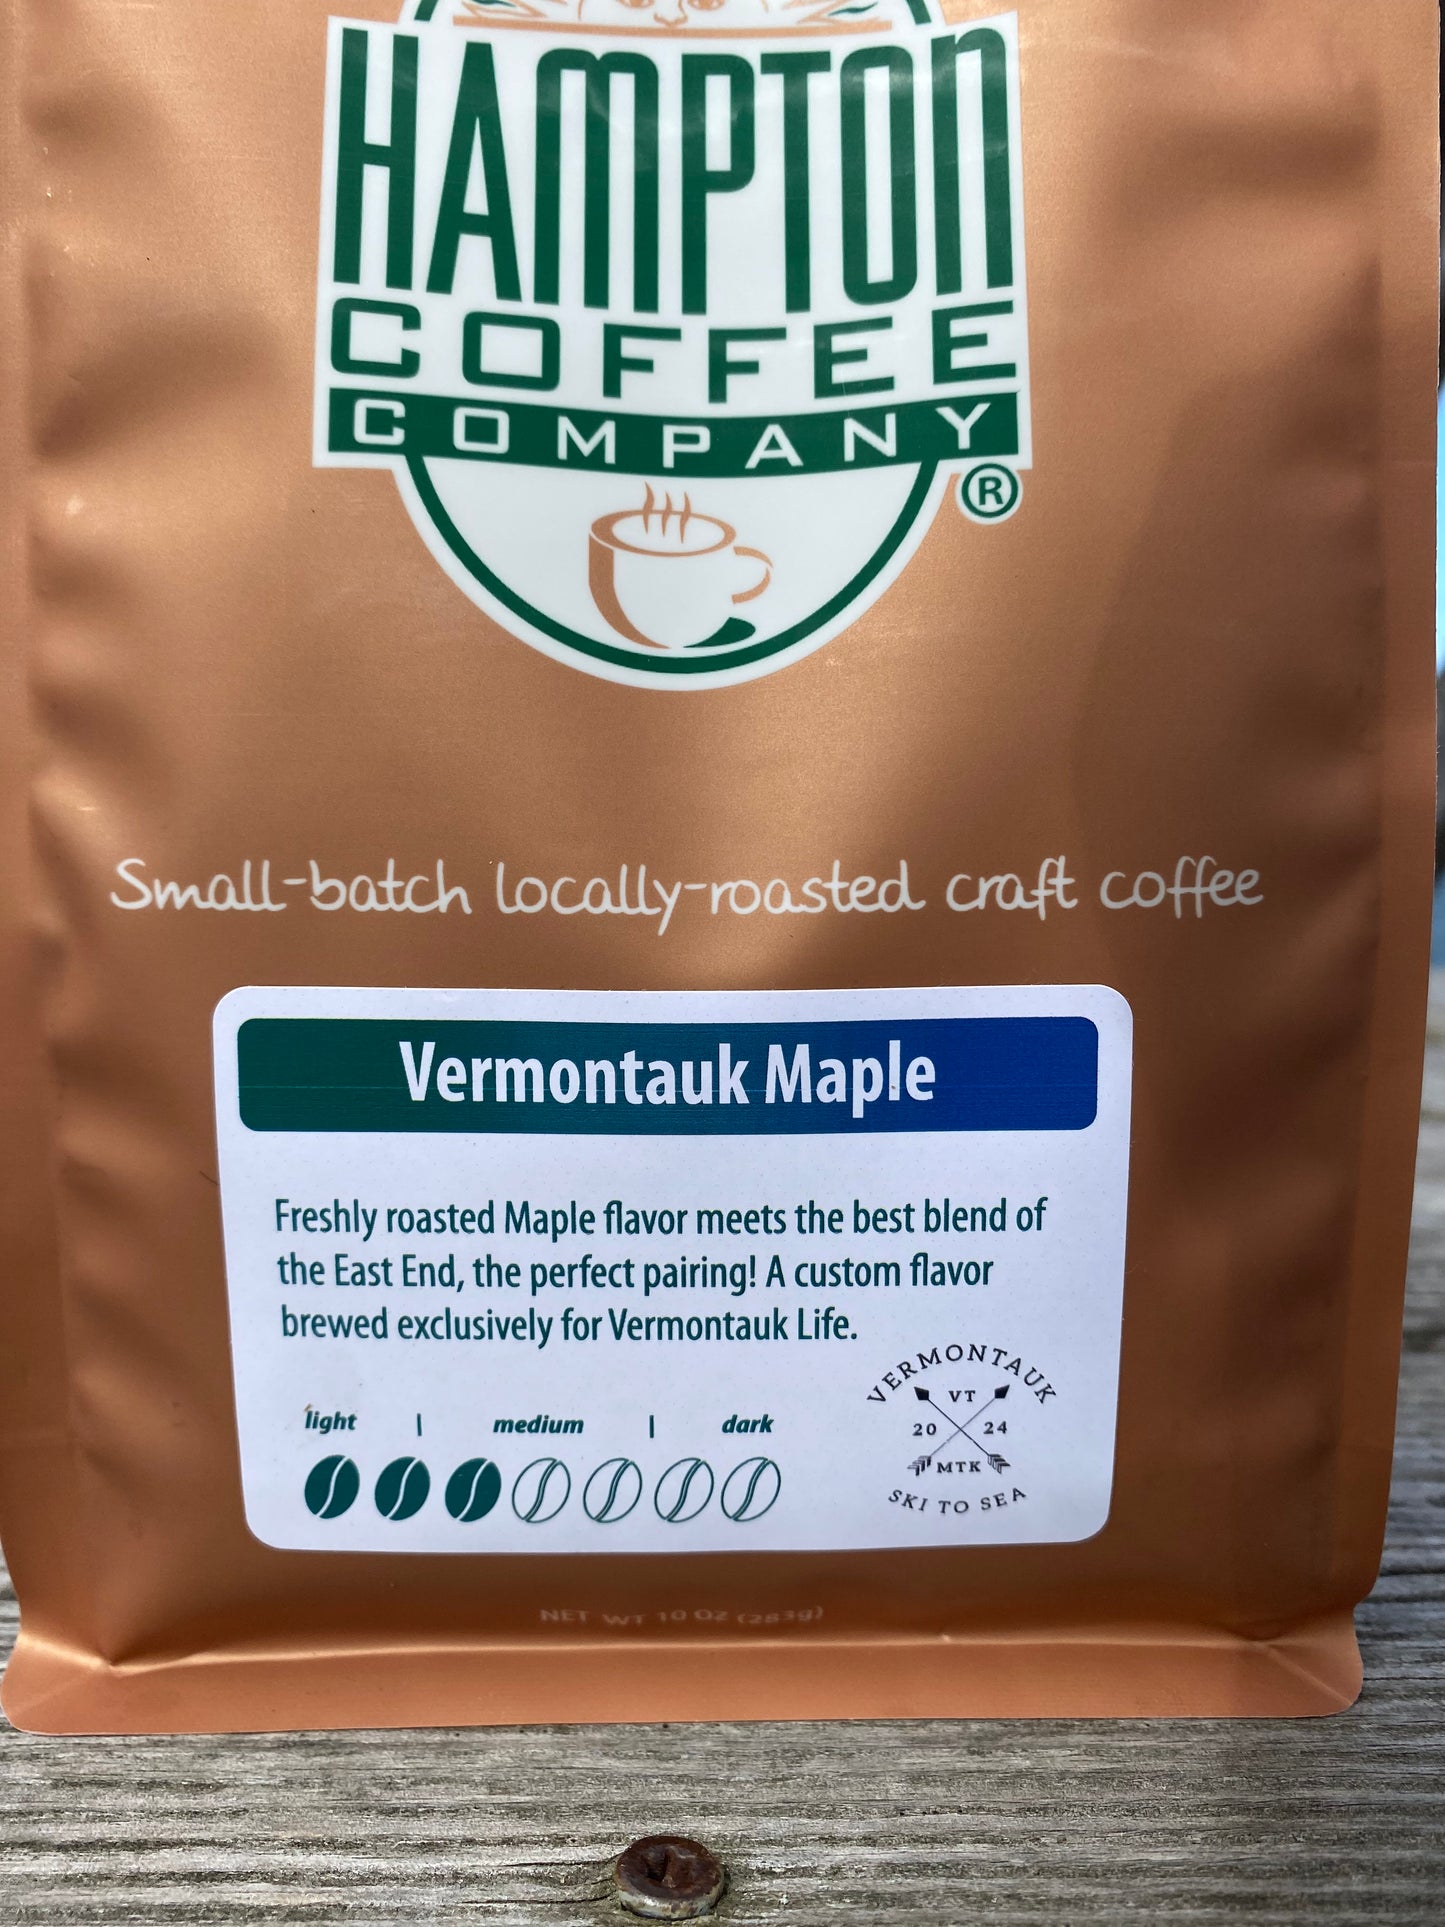 HAMPTON
COFFEE
COMPANY
®
Small-batch locally-roasted craft coffee
Vermontauk Maple
Freshly roasted Maple flavor meets the best blend of
the East End, the perfect pairing! A custom flavor
brewed exclusively for Vermontauk Life.
light | medium | dark
VERMONTAUK
VT
20 24
MTK
SKI TO SEA
NET WT 10 OZ (283g)